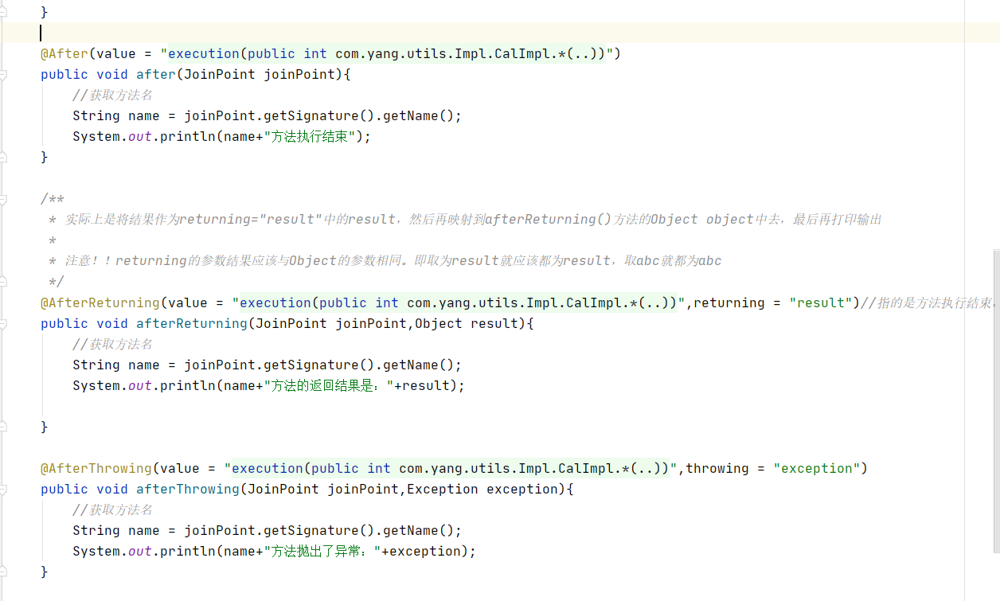 }
@After(value = "execution(public int com.yang.utils.Impl.CalImpl.*(..))")
public void after(JoinPoint joinPoint){
//获取方法名
String name = joinPoint.getSignature().getName();
System.out.println(name+"方法执行结束");
}
/**
* 实际上是将结果作为returning="result"中的result，然后再映射到afterReturning()方法的Object object中去，最后再打印输出
*
* 注意！！returning的参数结果应该与Object的参数相同。即取为result就应该都为result，取abc就都为abc
*/
@AfterReturning(value = "execution(public int com.yang.utils.Impl.CalImpl.*(..))",returning = "result")//指的是方法执行结束，
public void afterReturning(JoinPoint joinPoint,Object result){
//获取方法名
String name = joinPoint.getSignature().getName();
System.out.println(name+"方法的返回结果是："+result);
}
@AfterThrowing(value = "execution(public int com.yang.utils.Impl.CalImpl.*(..))",throwing = "exception")
public void afterThrowing(JoinPoint joinPoint,Exception exception){
//获取方法名
String name = joinPoint.getSignature().getName();
System.out.println(name+"方法抛出了异常："+exception);
}